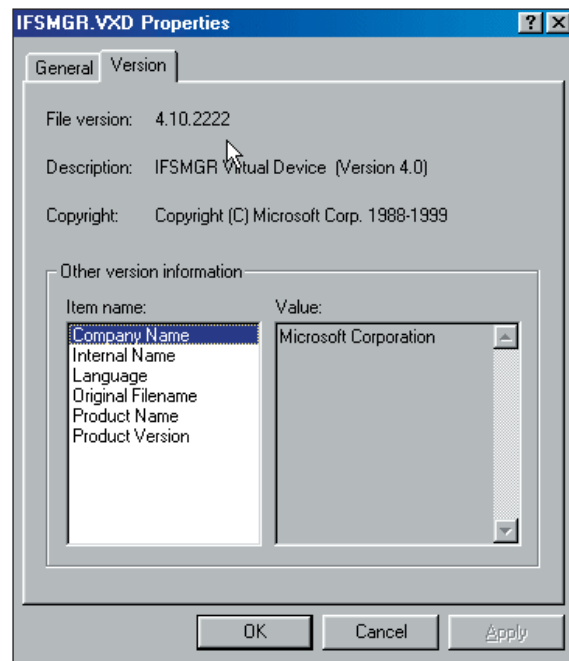 IFSMGR.VXD Properties
General Version
File version: 4.10.2222
Description: IFSMGR Virtual Device (Version 4.0)
Copyright: Copyright (C) Microsoft Corp. 1988-1999
Other version information
Item name: Value:
Company Name Microsoft Corporation
Internal Name
Language
Original Filename
Product Name
Product Version
OK Cancel Apply